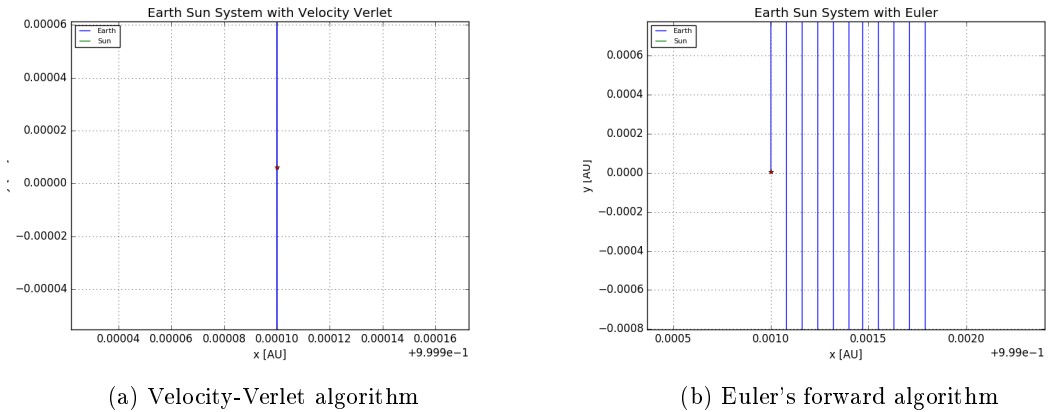 Earth Sun System with Velocity Verlet
Earth
Sun
0.00006
0.00004
0.00002
0.00000
−0.00002
−0.00004
0.00004 0.00006 0.00008 0.00010 0.00012 0.00014 0.00016
+9.999e−1
x [AU]
(a) Velocity-Verlet algorithm
Earth Sun System with Euler
Earth
Sun
y [AU]
0.0006
0.0004
0.0002
0.0000
−0.0002
−0.0004
−0.0006
−0.0008
0.0005 0.0010 0.0015 0.0020
+9.99e−1
x [AU]
(b) Euler's forward algorithm